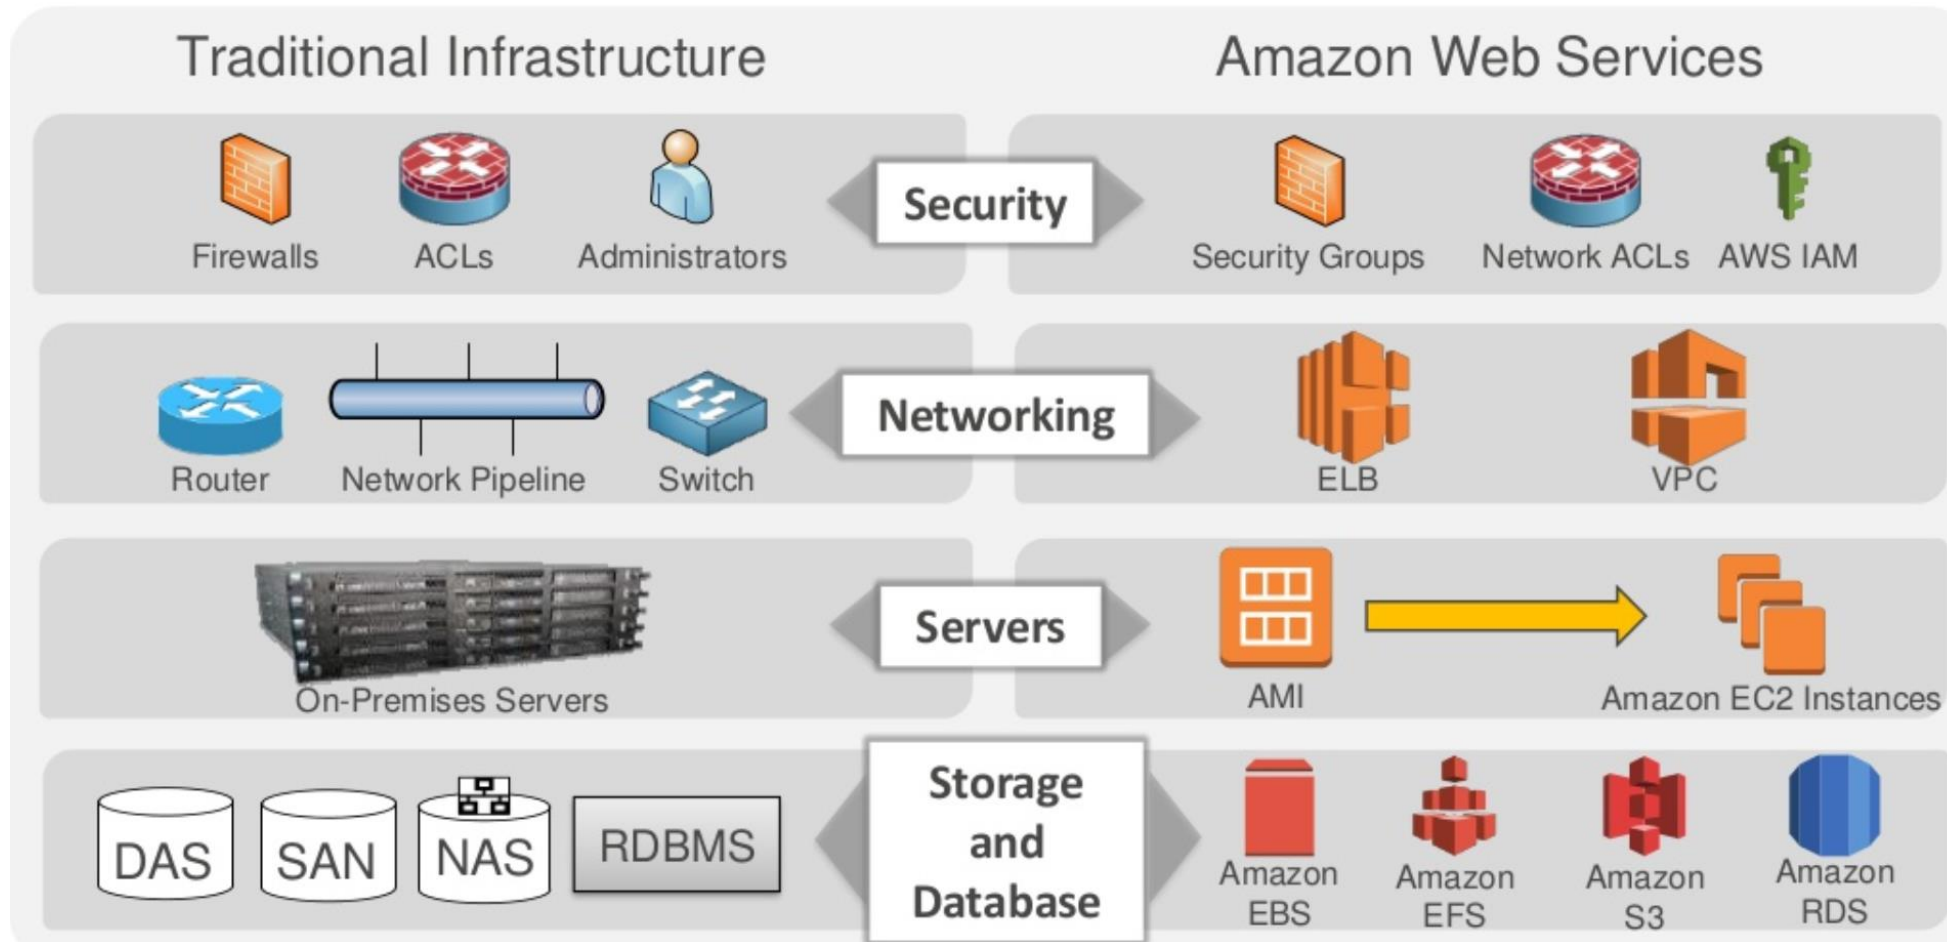 Traditional Infrastructure
Amazon Web Services
Firewalls
ACLs
Administrators
Security
Security Groups
Network ACLs
AWS IAM
Router
Network Pipeline
Switch
Networking
ELB
VPC
On-Premises Servers
Servers
AMI
Amazon EC2 Instances
DAS
SAN
NAS
RDBMS
Storage
and
Database
Amazon
EBS
Amazon
EFS
Amazon
S3
Amazon
RDS